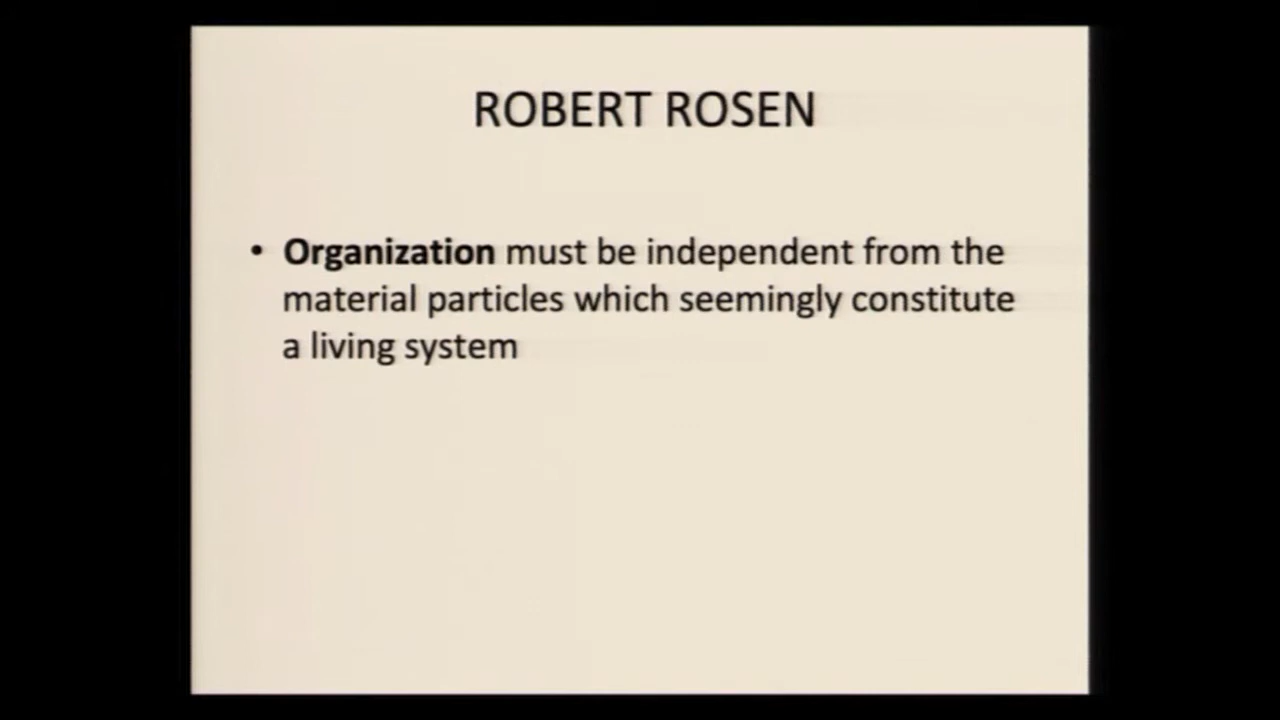 ROBERT ROSEN
• Organization must be independent from the
material particles which seemingly constitute
a living system